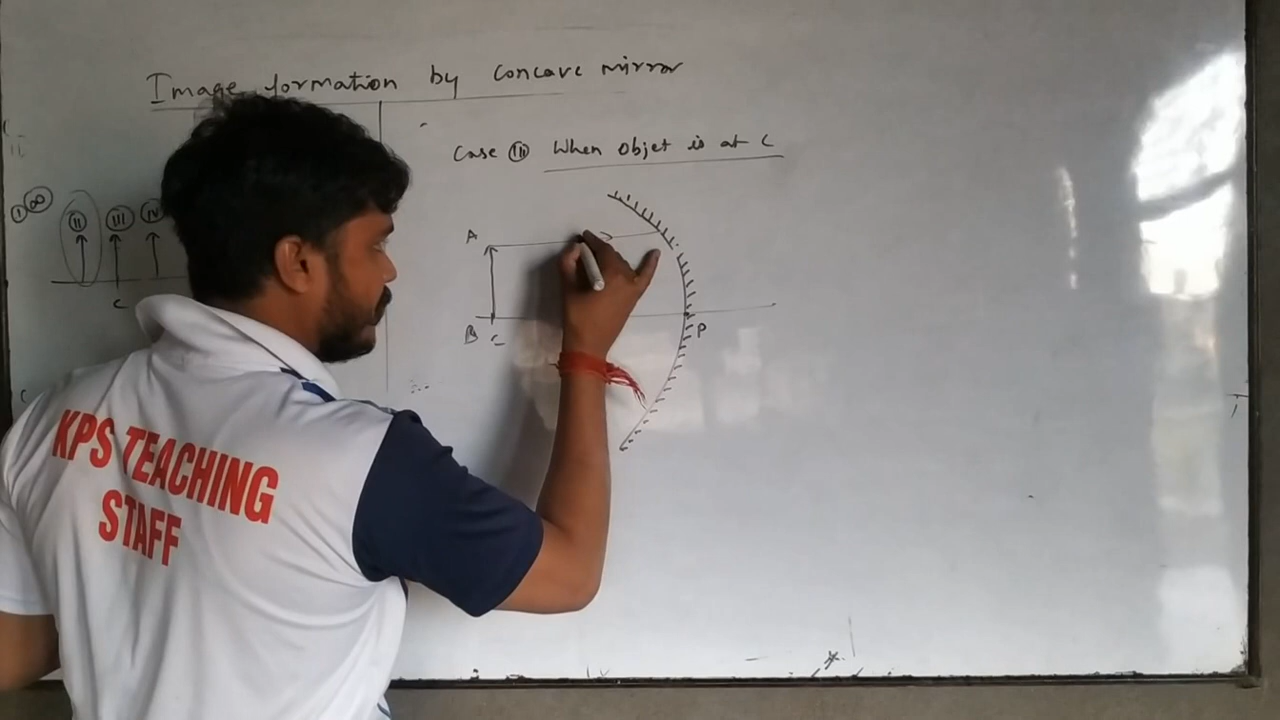 Image formation by concave mirror
Case III When objet is at C
I ∞
II III IV
C
A
B C
P
KPS TEACHING
STAFF